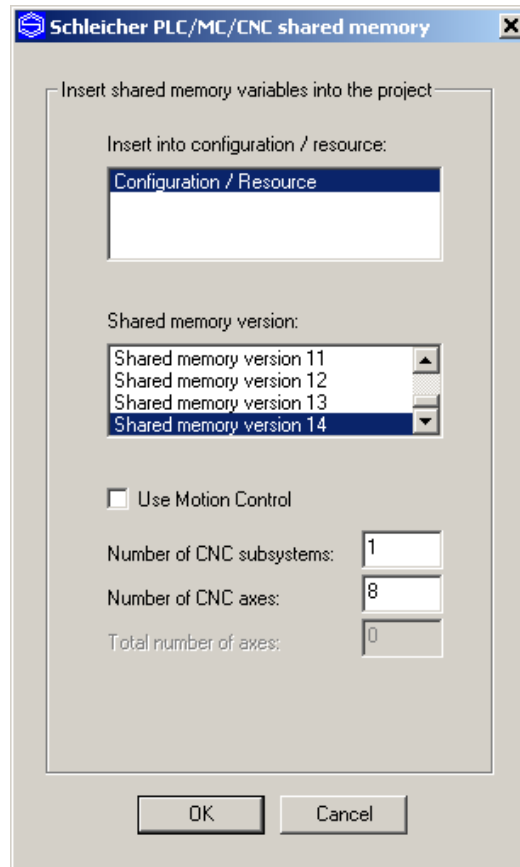 Schleicher PLC/MC/CNC shared memory
Insert shared memory variables into the project
Insert into configuration / resource:
Configuration / Resource
Shared memory version:
Shared memory version 11
Shared memory version 12
Shared memory version 13
Shared memory version 14
Use Motion Control
Number of CNC subsystems: 1
Number of CNC axes: 8
Total number of axes: 0
OK Cancel